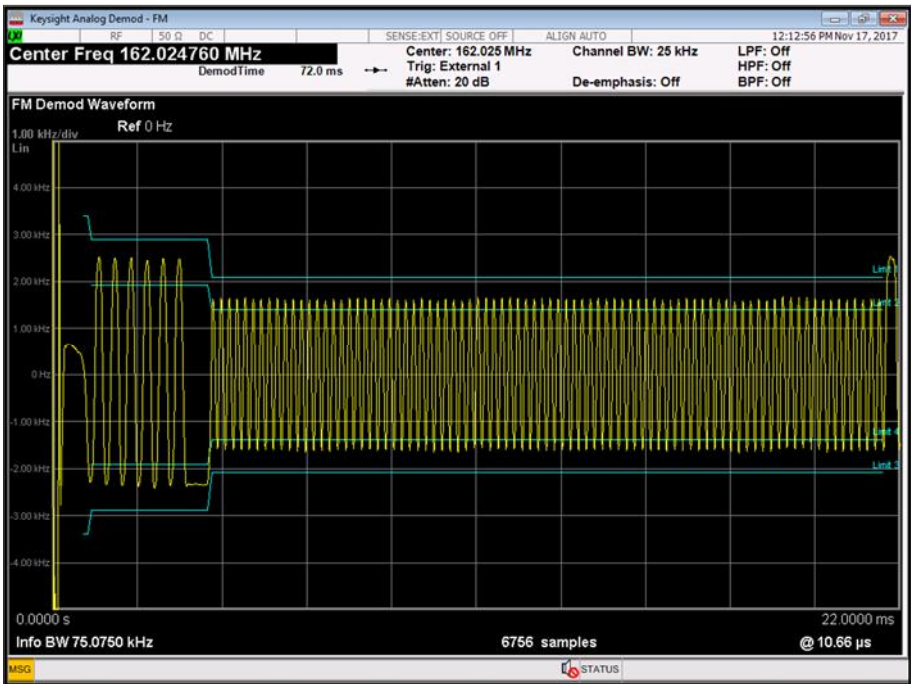 Keysight Analog Demod - FM
LXI RF 50 Ω DC SENSE:EXT SOURCE OFF ALIGN AUTO 12:12:56 PM Nov 17, 2017
Center Freq 162.024760 MHz Center: 162.025 MHz Channel BW: 25 kHz LPF: Off
DemodTime 72.0 ms Trig: External 1 HPF: Off
#Atten: 20 dB De-emphasis: Off BPF: Off
FM Demod Waveform
1.00 kHz/div Ref 0 Hz
Lin
4.00 kHz
3.00 kHz
Limit 1
2.00 kHz
Limit 2
1.00 kHz
0 Hz
-1.00 kHz
Limit 4
-2.00 kHz
Limit 3
-3.00 kHz
-4.00 kHz
0.0000 s 22.0000 ms
Info BW 75.0750 kHz 6756 samples @ 10.66 µs
MSG STATUS